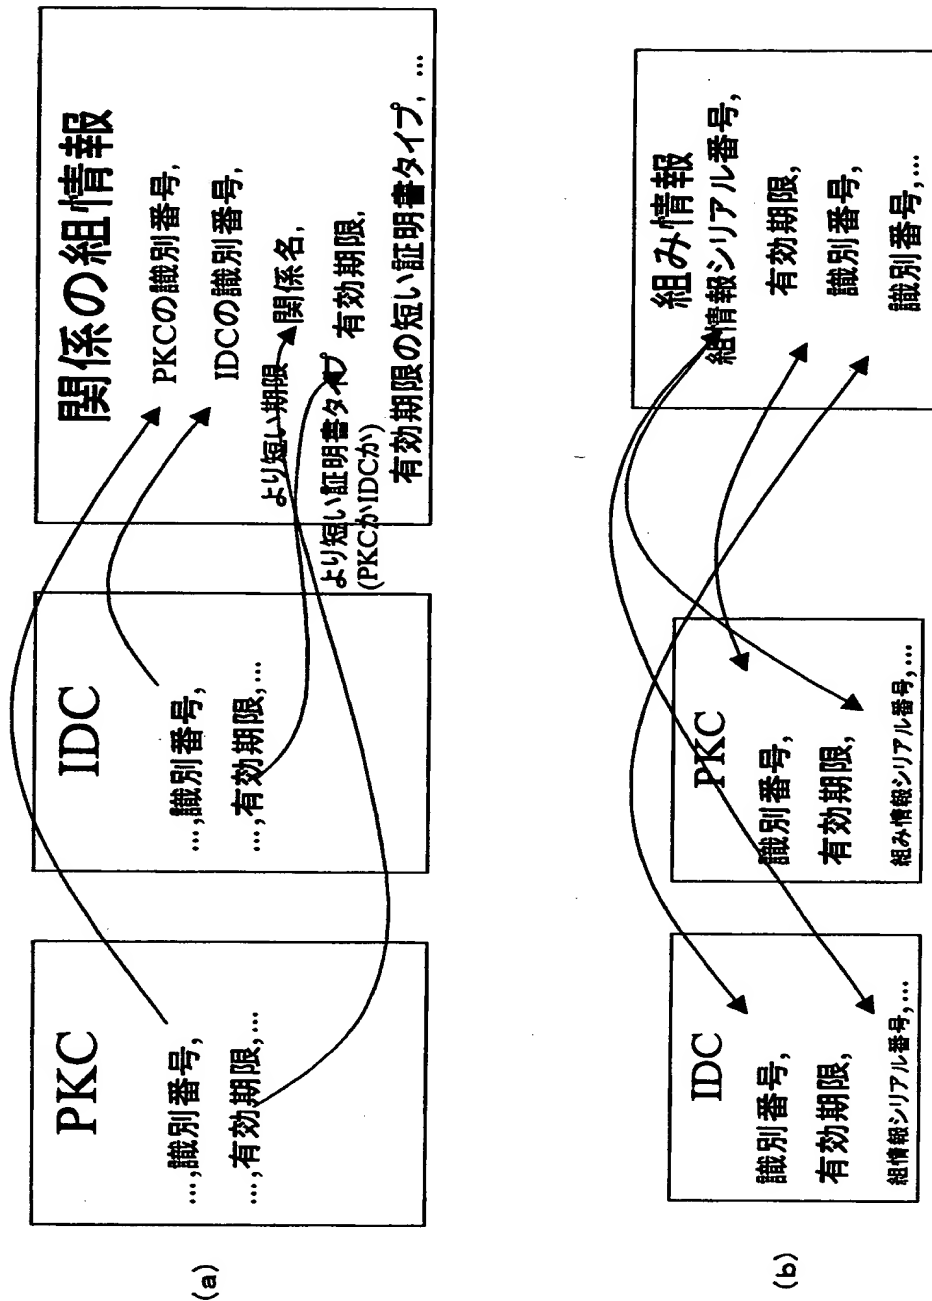 (a)
PKC
…,識別番号,
…,有効期限,…
IDC
…,識別番号,
…,有効期限,…
関係の組情報
PKCの識別番号,
IDCの識別番号,
関係名,
有効期限,
有効期限の短い証明書タイプ, …
より短い期限
より短い証明書タイプ
(PKCかIDCか)
(b)
IDC
識別番号,
有効期限,
組情報シリアル番号,…
PKC
識別番号,
有効期限,
組み情報シリアル番号,…
組み情報
組情報シリアル番号,
有効期限,
識別番号,
識別番号,…